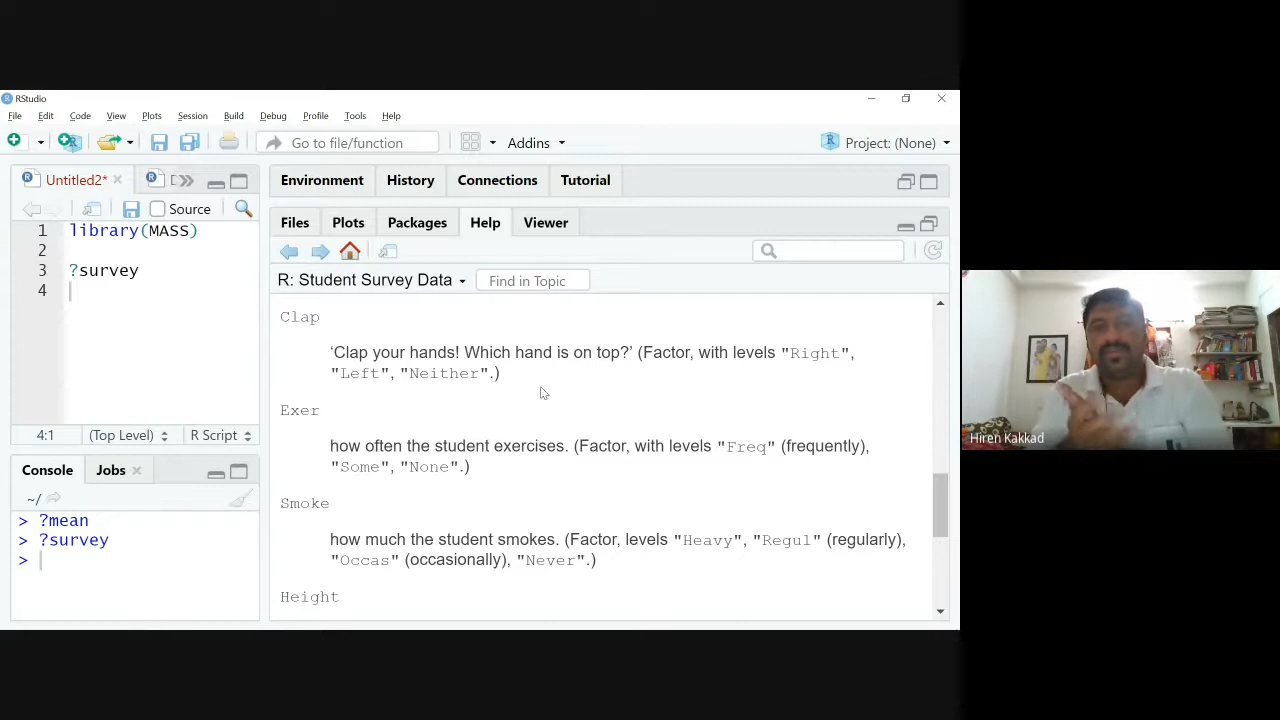 RStudio
File Edit Code View Plots Session Build Debug Profile Tools Help
Go to file/function Addins Project: (None)
Untitled2*
Source
1 library(MASS)
2
3 ?survey
4
4:1 (Top Level) R Script
Console Jobs
~/
> ?mean
> ?survey
>
Environment History Connections Tutorial
Files Plots Packages Help Viewer
R: Student Survey Data Find in Topic
Clap
‘Clap your hands! Which hand is on top?’ (Factor, with levels "Right",
"Left", "Neither".)
Exer
how often the student exercises. (Factor, with levels "Freq" (frequently),
"Some", "None".)
Smoke
how much the student smokes. (Factor, levels "Heavy", "Regul" (regularly),
"Occas" (occasionally), "Never".)
Height
Hiren Kakkad